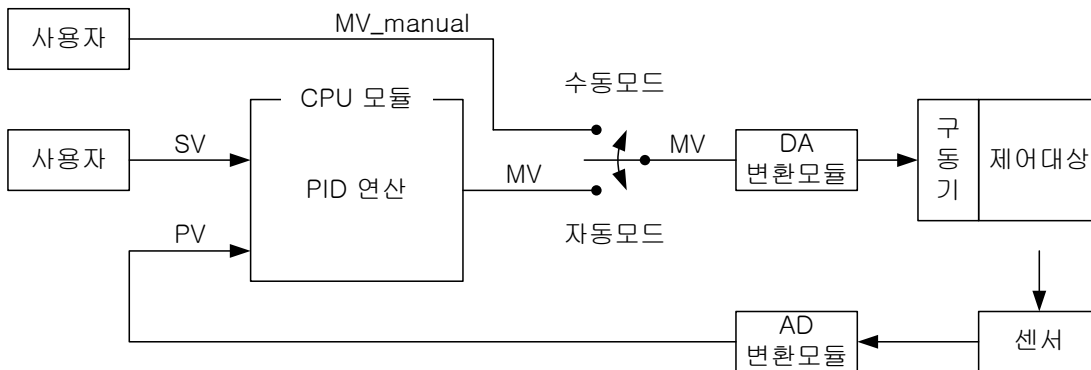 사용자
MV_manual
수동모드
CPU 모듈
사용자
SV
PID 연산
MV
MV
DA
변환모듈
구
동
기
제어대상
PV
자동모드
AD
변환모듈
센서